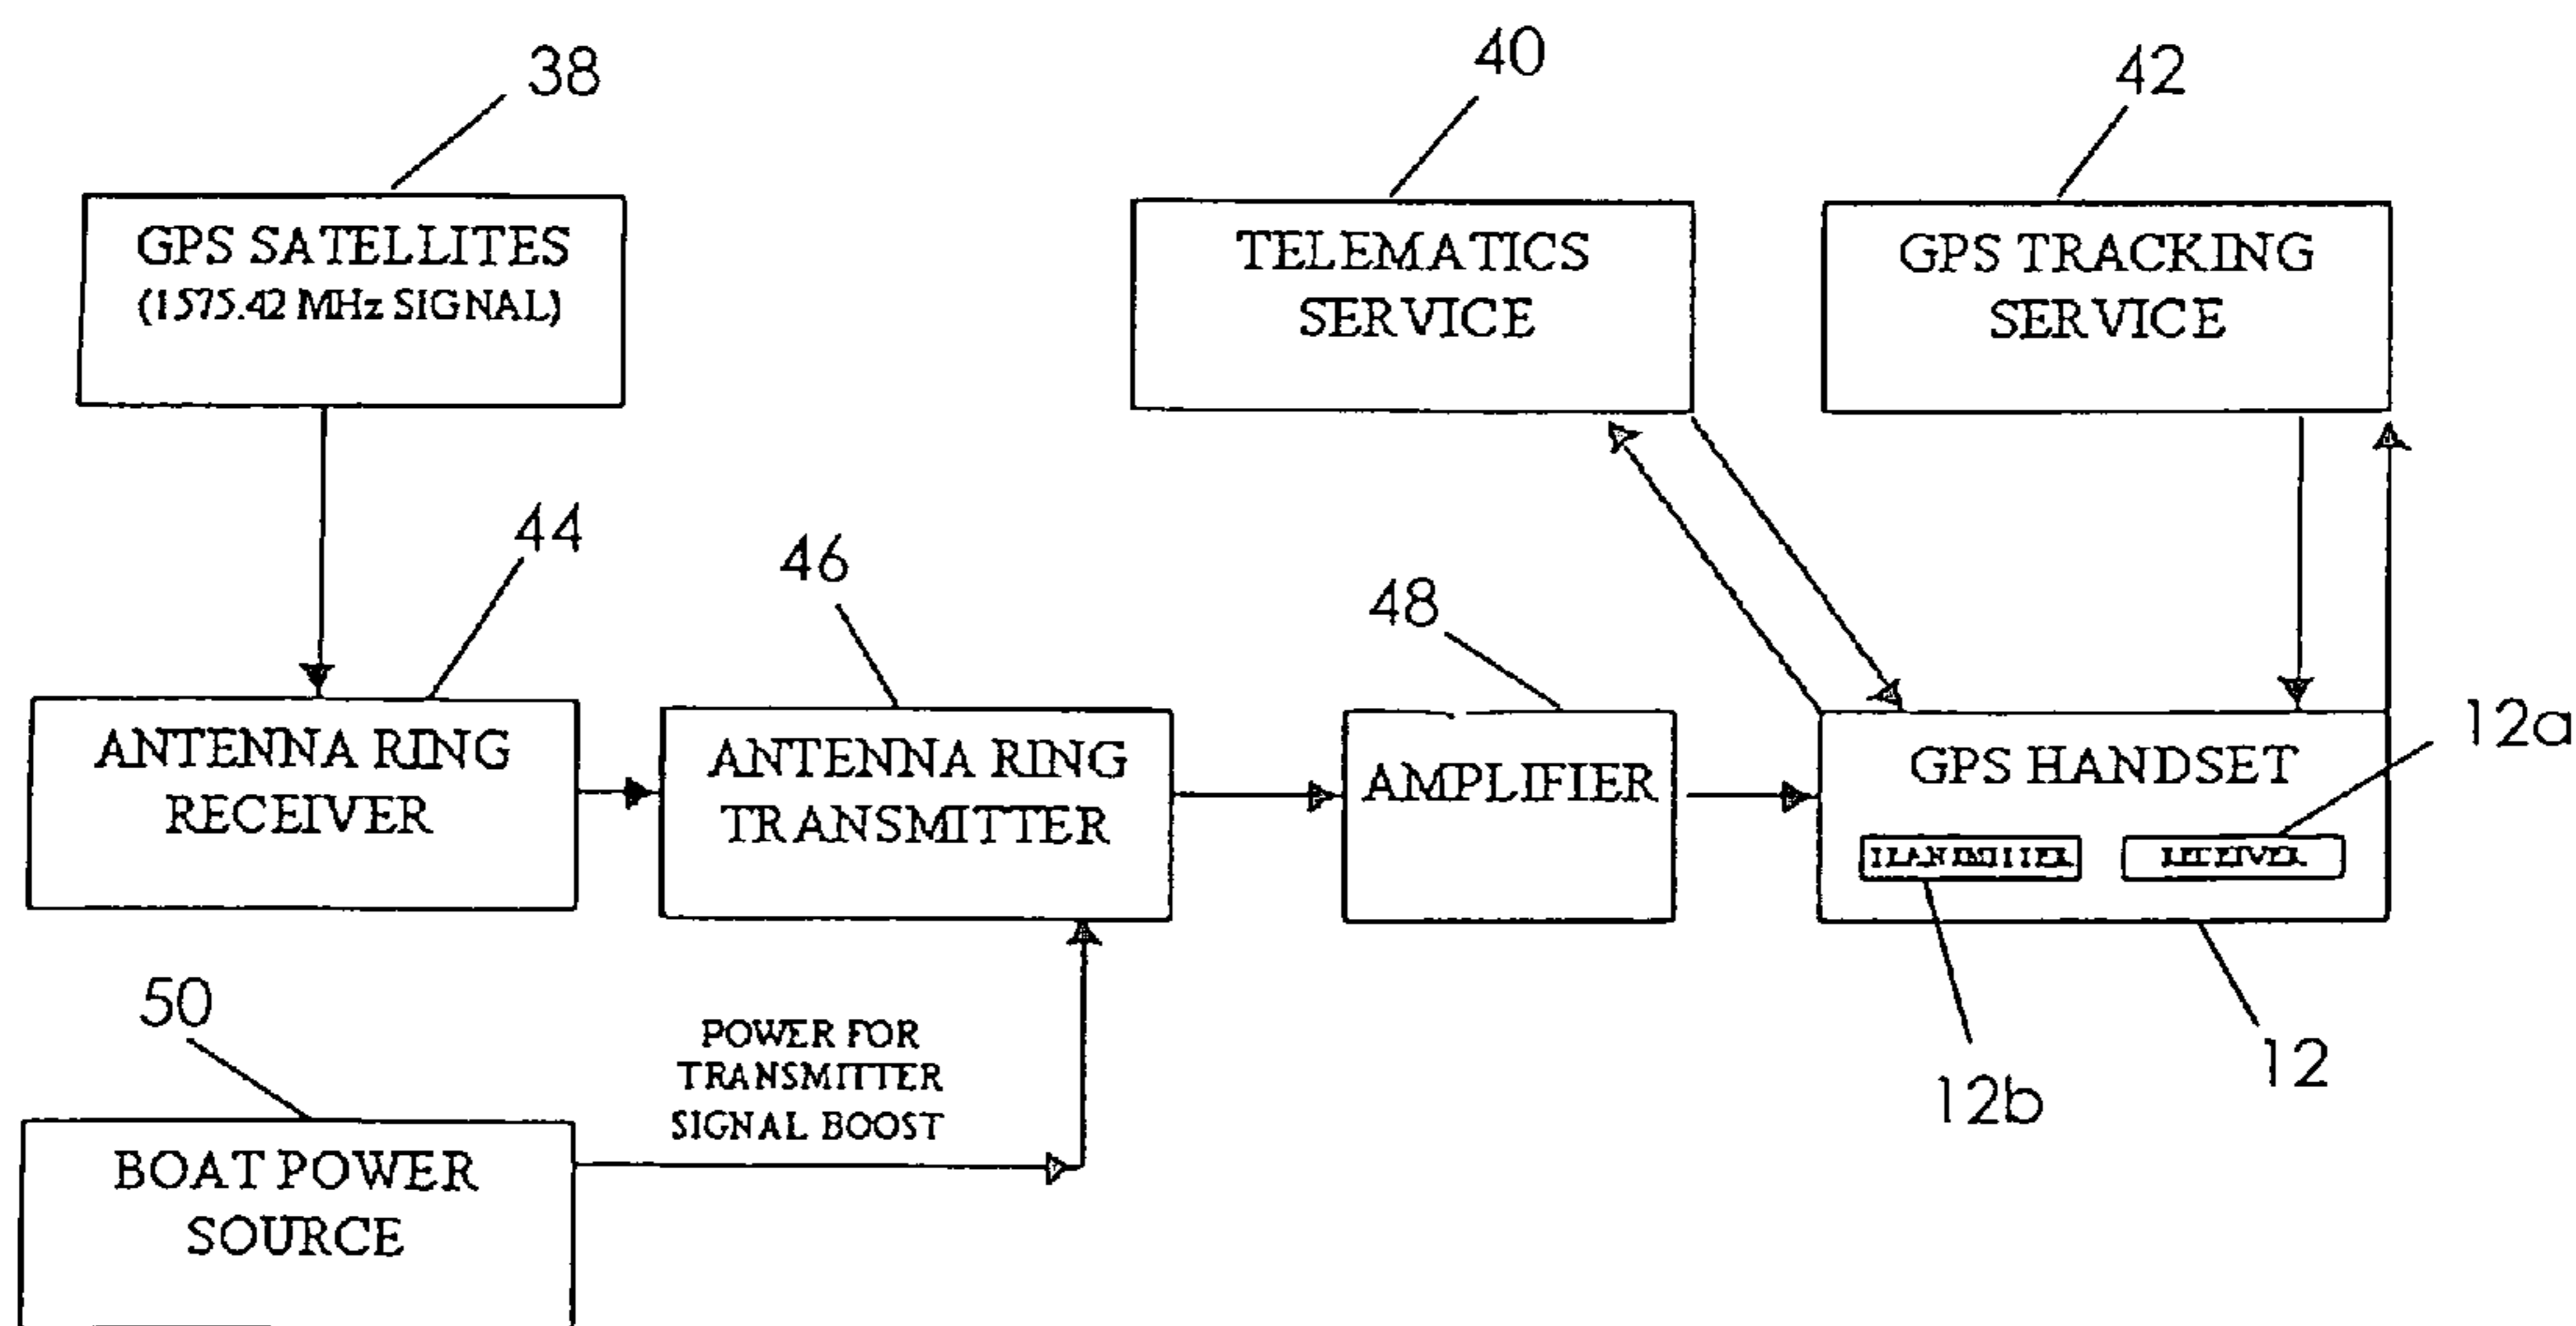 38
40
42
GPS SATELLITES
(1575.42 MHz SIGNAL)
TELEMATICS
SERVICE
GPS TRACKING
SERVICE
44
46
48
12a
ANTENNA RING
RECEIVER
ANTENNA RING
TRANSMITTER
AMPLIFIER
GPS HANDSET
TRANSMITTER
RECEIVER
50
POWER FOR
TRANSMITTER
SIGNAL BOOST
12b
12
BOAT POWER
SOURCE